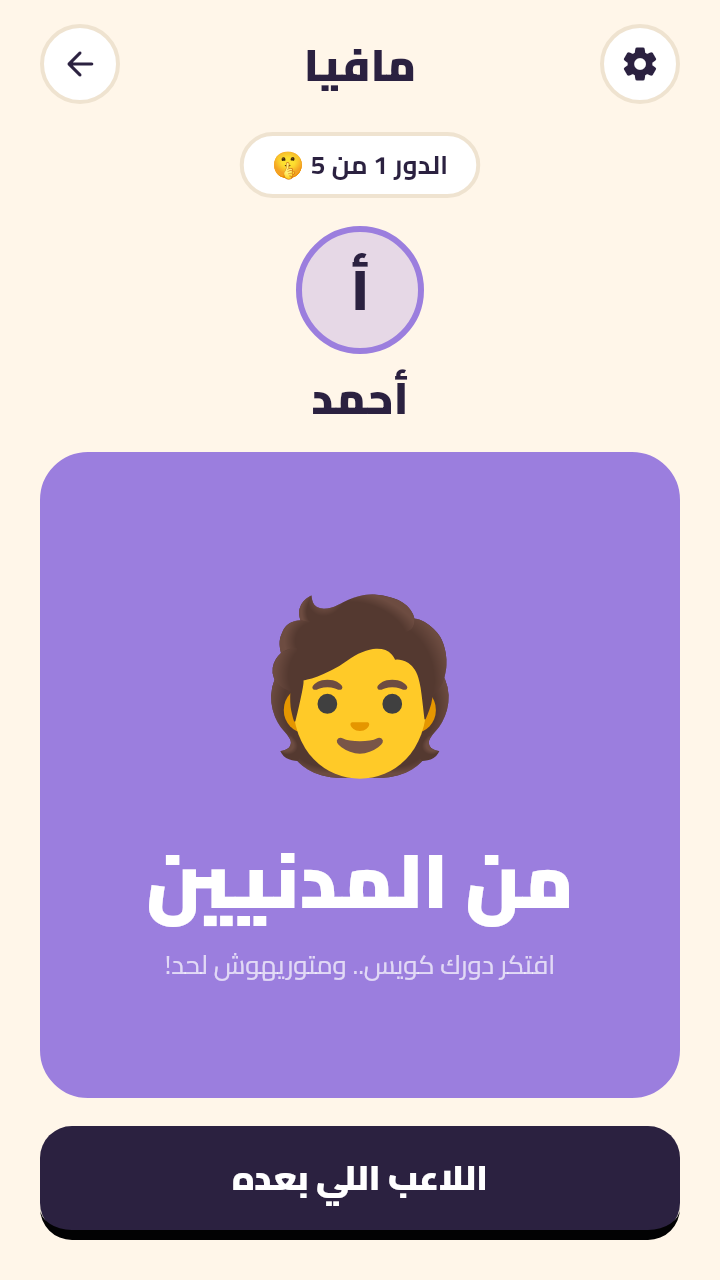 مافيا
الدور 1 من 5 🤫
أ
أحمد
من المدنيين
افتكر دورك كويس.. ومتوريهوش لحد!
اللاعب اللي بعده